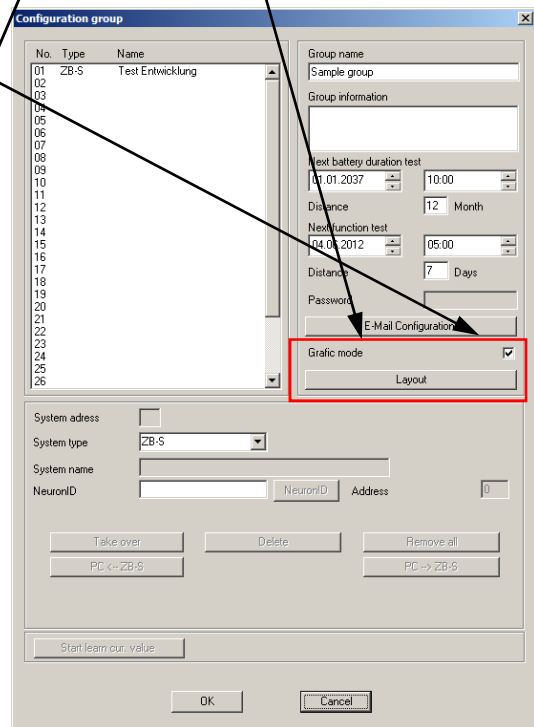 Configuration group
No. Type Name
01 ZB-S Test Entwicklung
02
03
04
05
06
07
08
09
10
11
12
13
14
15
16
17
18
19
20
21
22
23
24
25
26
Group name
Sample group
Group information
Next battery duration test
01.01.2037 10:00
Distance 12 Month
Next function test
04.06.2012 05:00
Distance 7 Days
Password
E-Mail Configuration
Grafic mode
Layout
System adress
System type ZB-S
System name
NeuronID NeuronID Address 0
Take over Delete Remove all
PC <-- ZB-S PC --> ZB-S
Start learn cur. value
OK Cancel